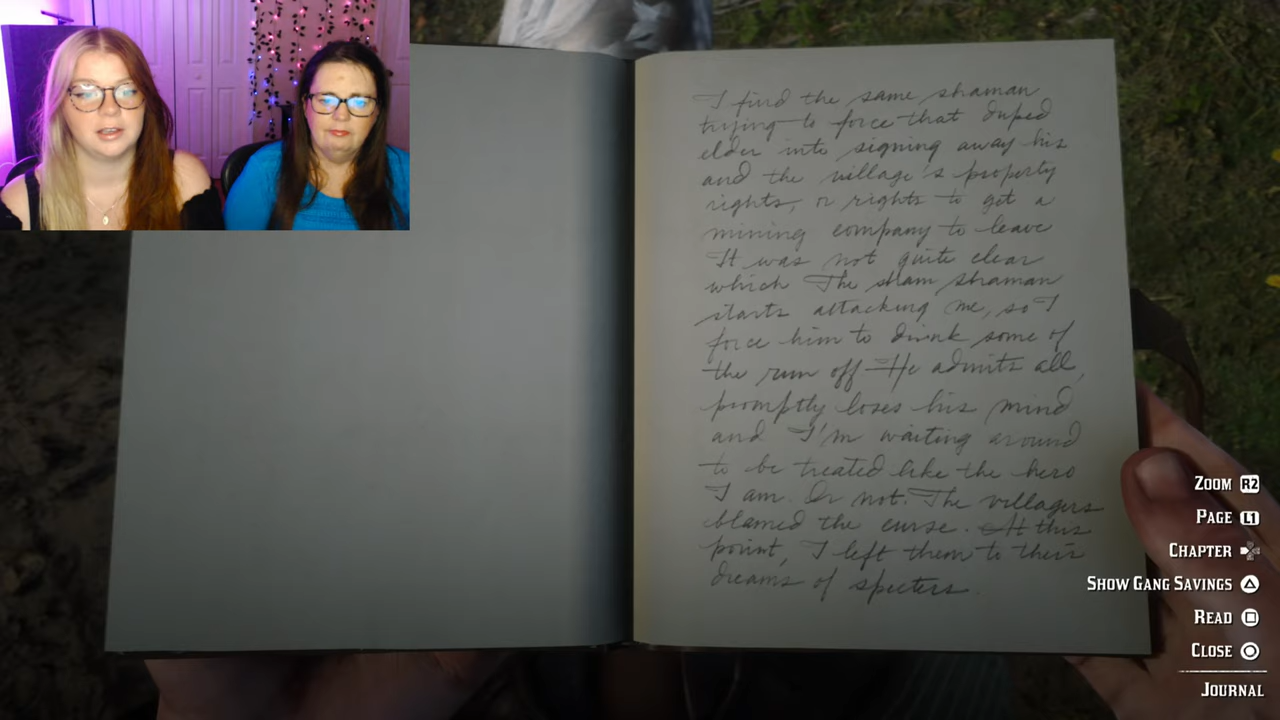 I find the same shaman
trying to force that duped
elder into signing away his
and the village's property
rights, or rights to get a
mining company to leave
It was not quite clear
which The sham shaman
starts attacking me, so I
force him to drink some of
the run off - He admits all,
promptly loses his mind
and I'm waiting around
to be treated like the hero
I am. Or not. The villagers
blamed the curse. At this
point, I left them to their
dreams of specters.
ZOOM R2
PAGE L1
CHAPTER
SHOW GANG SAVINGS
READ
CLOSE
JOURNAL